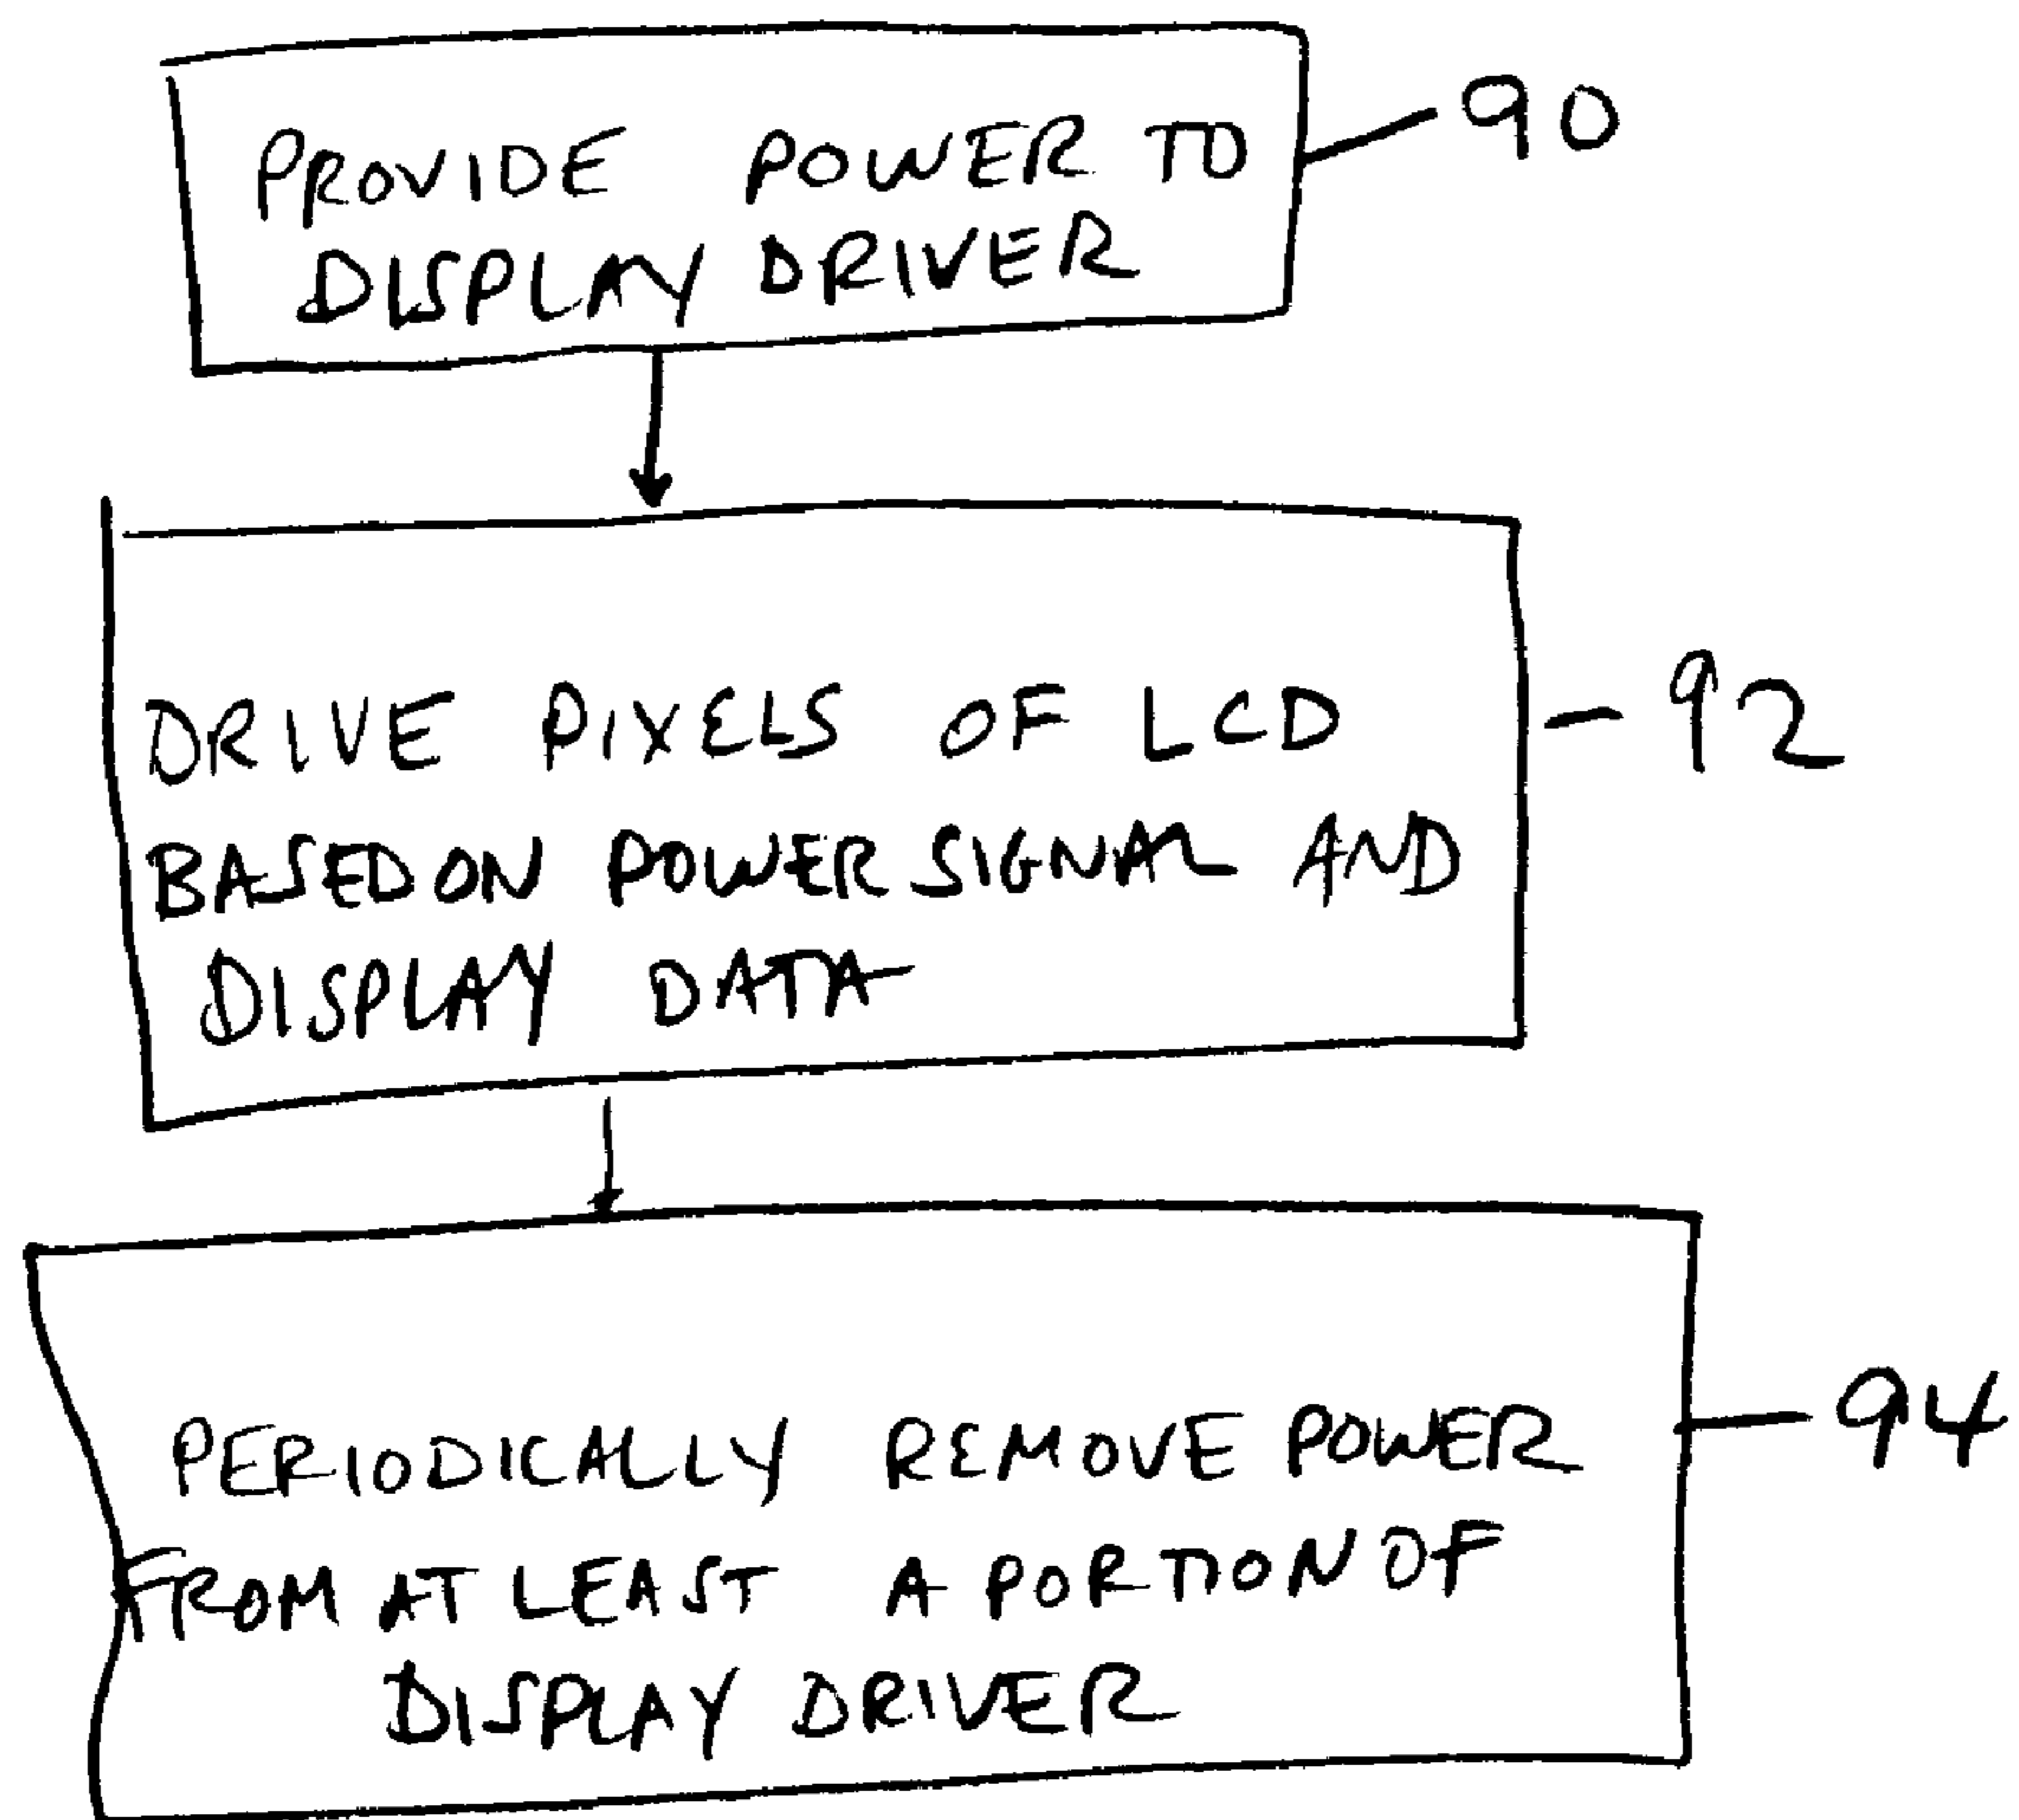 PROVIDE POWER TO
DISPLAY DRIVER
90
DRIVE PIXELS OF LCD
BASED ON POWER SIGNAL AND
DISPLAY DATA
92
PERIODICALLY REMOVE POWER
FROM AT LEAST A PORTION OF
DISPLAY DRIVER
94